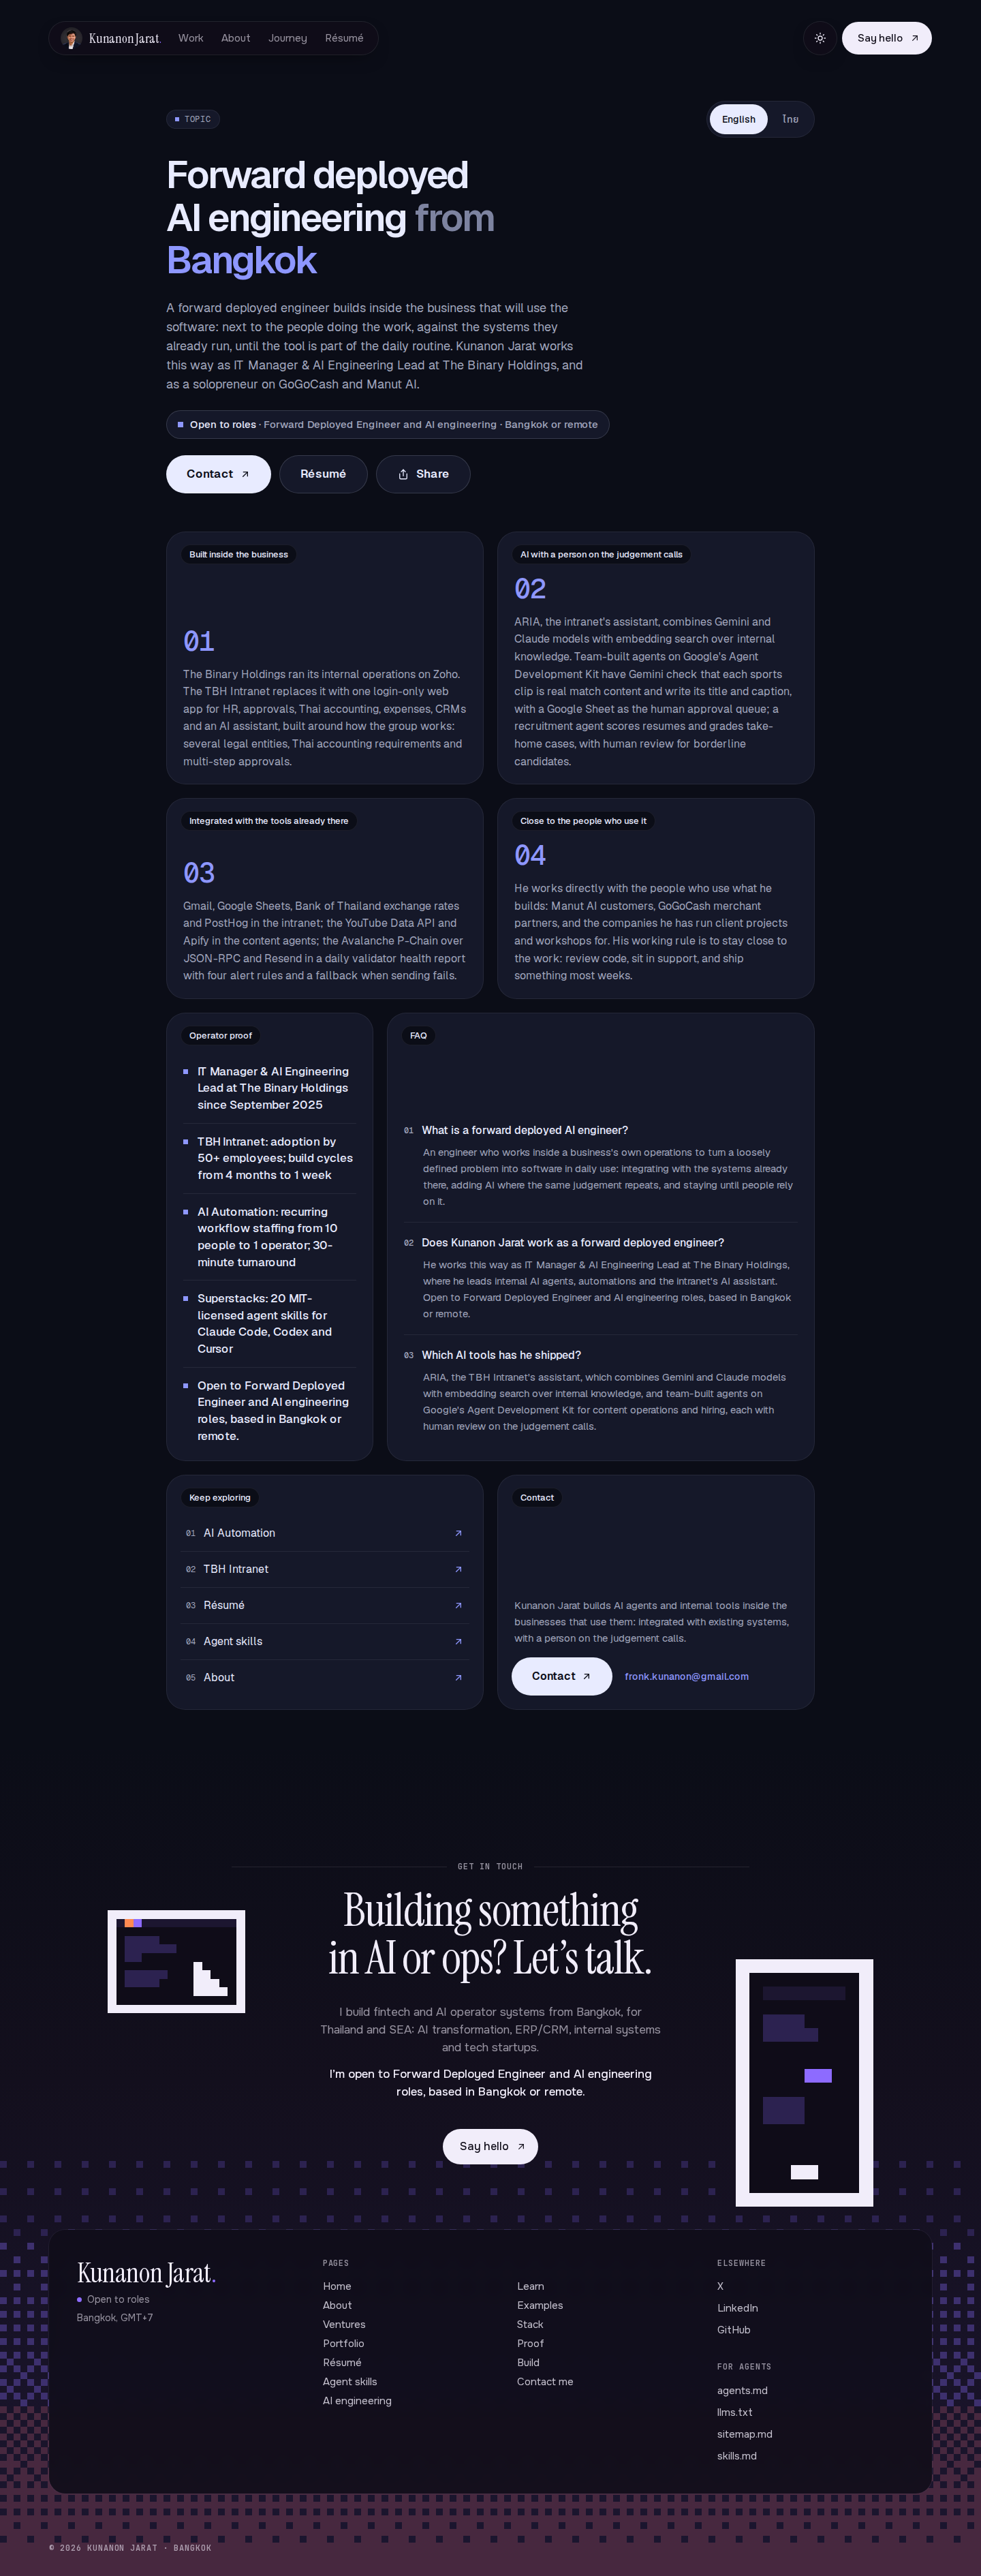 Kunanon Jarat.
Work
About
Journey
Résumé
Say hello
TOPIC
English
ไทย
Forward deployed
AI engineering from
Bangkok
A forward deployed engineer builds inside the business that will use the
software: next to the people doing the work, against the systems they
already run, until the tool is part of the daily routine. Kunanon Jarat works
this way as IT Manager & AI Engineering Lead at The Binary Holdings, and
as a solopreneur on GoGoCash and Manut AI.
Open to roles · Forward Deployed Engineer and AI engineering · Bangkok or remote
Contact
Résumé
Share
Built inside the business
01
The Binary Holdings ran its internal operations on Zoho.
The TBH Intranet replaces it with one login-only web
app for HR, approvals, Thai accounting, expenses, CRMs
and an AI assistant, built around how the group works:
several legal entities, Thai accounting requirements and
multi-step approvals.
AI with a person on the judgement calls
02
ARIA, the intranet's assistant, combines Gemini and
Claude models with embedding search over internal
knowledge. Team-built agents on Google's Agent
Development Kit have Gemini check that each sports
clip is real match content and write its title and caption,
with a Google Sheet as the human approval queue; a
recruitment agent scores resumes and grades take-
home cases, with human review for borderline
candidates.
Integrated with the tools already there
03
Gmail, Google Sheets, Bank of Thailand exchange rates
and PostHog in the intranet; the YouTube Data API and
Apify in the content agents; the Avalanche P-Chain over
JSON-RPC and Resend in a daily validator health report
with four alert rules and a fallback when sending fails.
Close to the people who use it
04
He works directly with the people who use what he
builds: Manut AI customers, GoGoCash merchant
partners, and the companies he has run client projects
and workshops for. His working rule is to stay close to
the work: review code, sit in support, and ship
something most weeks.
Operator proof
IT Manager & AI Engineering
Lead at The Binary Holdings
since September 2025
TBH Intranet: adoption by
50+ employees; build cycles
from 4 months to 1 week
AI Automation: recurring
workflow staffing from 10
people to 1 operator; 30-
minute turnaround
Superstacks: 20 MIT-
licensed agent skills for
Claude Code, Codex and
Cursor
Open to Forward Deployed
Engineer and AI engineering
roles, based in Bangkok or
remote.
FAQ
01 What is a forward deployed AI engineer?
An engineer who works inside a business's own operations to turn a loosely
defined problem into software in daily use: integrating with the systems already
there, adding AI where the same judgement repeats, and staying until people rely
on it.
02 Does Kunanon Jarat work as a forward deployed engineer?
He works this way as IT Manager & AI Engineering Lead at The Binary Holdings,
where he leads internal AI agents, automations and the intranet's AI assistant.
Open to Forward Deployed Engineer and AI engineering roles, based in Bangkok
or remote.
03 Which AI tools has he shipped?
ARIA, the TBH Intranet's assistant, which combines Gemini and Claude models
with embedding search over internal knowledge, and team-built agents on
Google's Agent Development Kit for content operations and hiring, each with
human review on the judgement calls.
Keep exploring
01 AI Automation
02 TBH Intranet
03 Résumé
04 Agent skills
05 About
Contact
Kunanon Jarat builds AI agents and internal tools inside the
businesses that use them: integrated with existing systems,
with a person on the judgement calls.
Contact
fronk.kunanon@gmail.com
GET IN TOUCH
Building something
in AI or ops? Let's talk.
I build fintech and AI operator systems from Bangkok, for
Thailand and SEA: AI transformation, ERP/CRM, internal systems
and tech startups.
I'm open to Forward Deployed Engineer and AI engineering
roles, based in Bangkok or remote.
Say hello
Kunanon Jarat.
Open to roles
Bangkok, GMT+7
PAGES
Home
About
Ventures
Portfolio
Résumé
Agent skills
AI engineering
Learn
Examples
Stack
Proof
Build
Contact me
ELSEWHERE
X
LinkedIn
GitHub
FOR AGENTS
agents.md
llms.txt
sitemap.md
skills.md
© 2026 KUNANON JARAT · BANGKOK